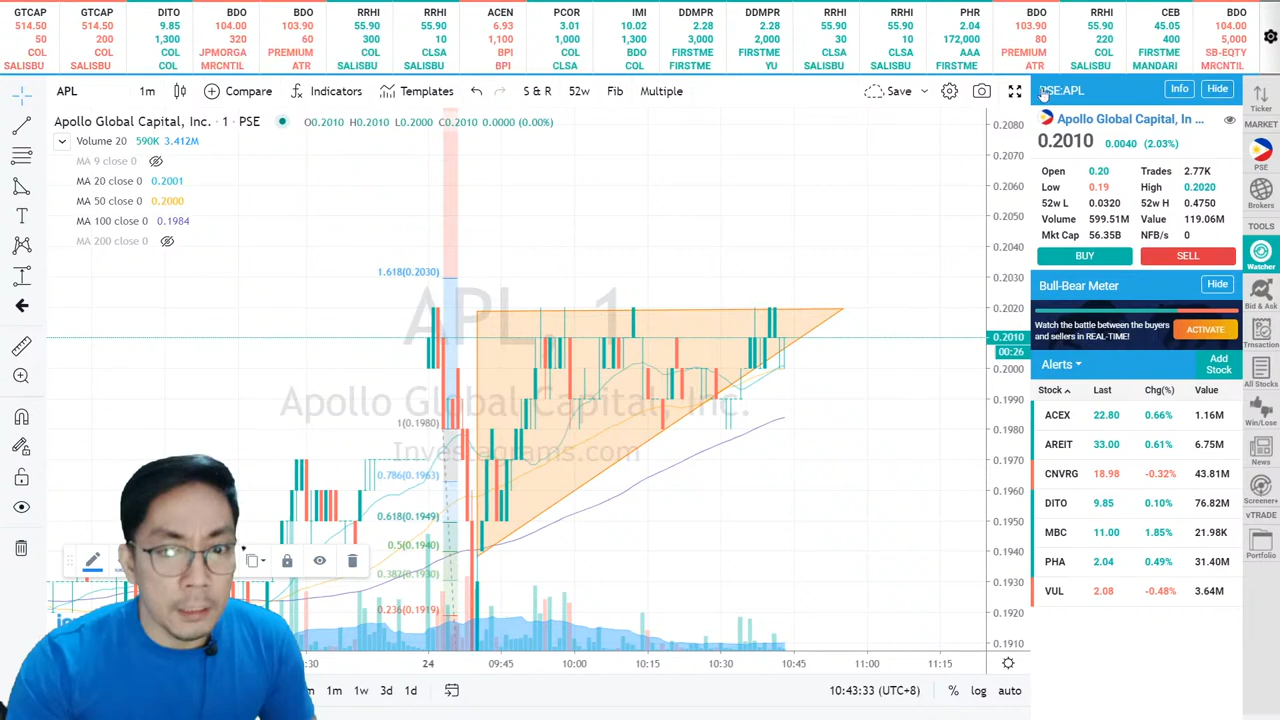 GTCAP GTCAP DITO BDO BDO RRHI RRHI ACEN PCOR IMI DDMPR DDMPR RRHI RRHI PHR BDO RRHI CEB BDO
514.50 514.50 9.85 104.00 103.90 55.90 55.90 6.93 3.01 10.02 2.28 2.28 55.90 55.90 2.04 103.90 55.90 45.05 104.00
50 200 1,300 320 60 300 10 1,100 1,000 1,300 3,000 2,000 30 10 172,000 80 220 400 5,000
COL COL COL JPMORGA PREMIUM COL CLSA BPI COL BDO FIRSTME FIRSTME CLSA CLSA AAA PREMIUM COL FIRSTME SB-EQTY
SALISBU SALISBU COL MRCNTIL ATR SALISBU CLSA BPI CLSA COL FIRSTME YU SALISBU SALISBU FIRSTME ATR SALISBU MANDARI MRCNTIL
APL 1m Compare Indicators Templates S & R 52w Fib Multiple Save
Apollo Global Capital, Inc. · 1 · PSE O0.2010 H0.2010 L0.2000 C0.2010 0.0000 (0.00%)
Volume 20 590K 3.412M
MA 9 close 0
MA 20 close 0 0.2001
MA 50 close 0 0.2000
MA 100 close 0 0.1984
MA 200 close 0
APL, 1
Apollo Global Capital, Inc.
Investagrams.com
1.618(0.2030)
1(0.1980)
0.786(0.1963)
0.618(0.1949)
0.5(0.1940)
0.382(0.1930)
0.236(0.1919)
0.2080
0.2070
0.2060
0.2050
0.2040
0.2030
0.2020
0.2010
00:26
0.2000
0.1990
0.1980
0.1970
0.1960
0.1950
0.1940
0.1930
0.1920
0.1910
:30 24 09:45 10:00 10:15 10:30 10:45 11:00 11:15
1m 1w 3d 1d 10:43:33 (UTC+8) % log auto
PSE:APL Info Hide
Apollo Global Capital, In ...
0.2010 0.0040 (2.03%)
Open 0.20 Trades 2.77K
Low 0.19 High 0.2020
52w L 0.0320 52w H 0.4750
Volume 599.51M Value 119.06M
Mkt Cap 56.35B NFB/s 0
BUY SELL
Bull-Bear Meter Hide
Watch the battle between the buyers
and sellers in REAL-TIME!
ACTIVATE
Alerts Add Stock
Stock Last Chg(%) Value
ACEX 22.80 0.66% 1.16M
AREIT 33.00 0.61% 6.75M
CNVRG 18.98 -0.32% 43.81M
DITO 9.85 0.10% 76.82M
MBC 11.00 1.85% 21.98K
PHA 2.04 0.49% 31.40M
VUL 2.08 -0.48% 3.64M
Ticker
MARKET
PSE
Brokers
TOOLS
Watcher
Bid & Ask
Trnsaction
All Stocks
Win/Lose
News
Screener+
vTRADE
Portfolio